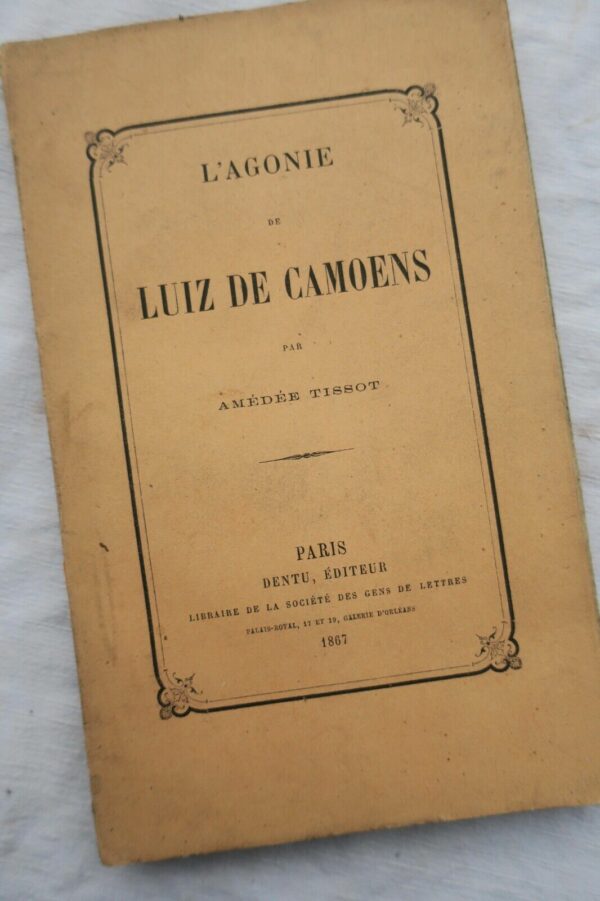 L'AGONIE
DE
LUIZ DE CAMOENS
PAR
AMÉDÉE TISSOT
PARIS
DENTU, ÉDITEUR
LIBRAIRE DE LA SOCIÉTÉ DES GENS DE LETTRES
PALAIS-ROYAL, 17 ET 19, GALERIE D'ORLÉANS
1867